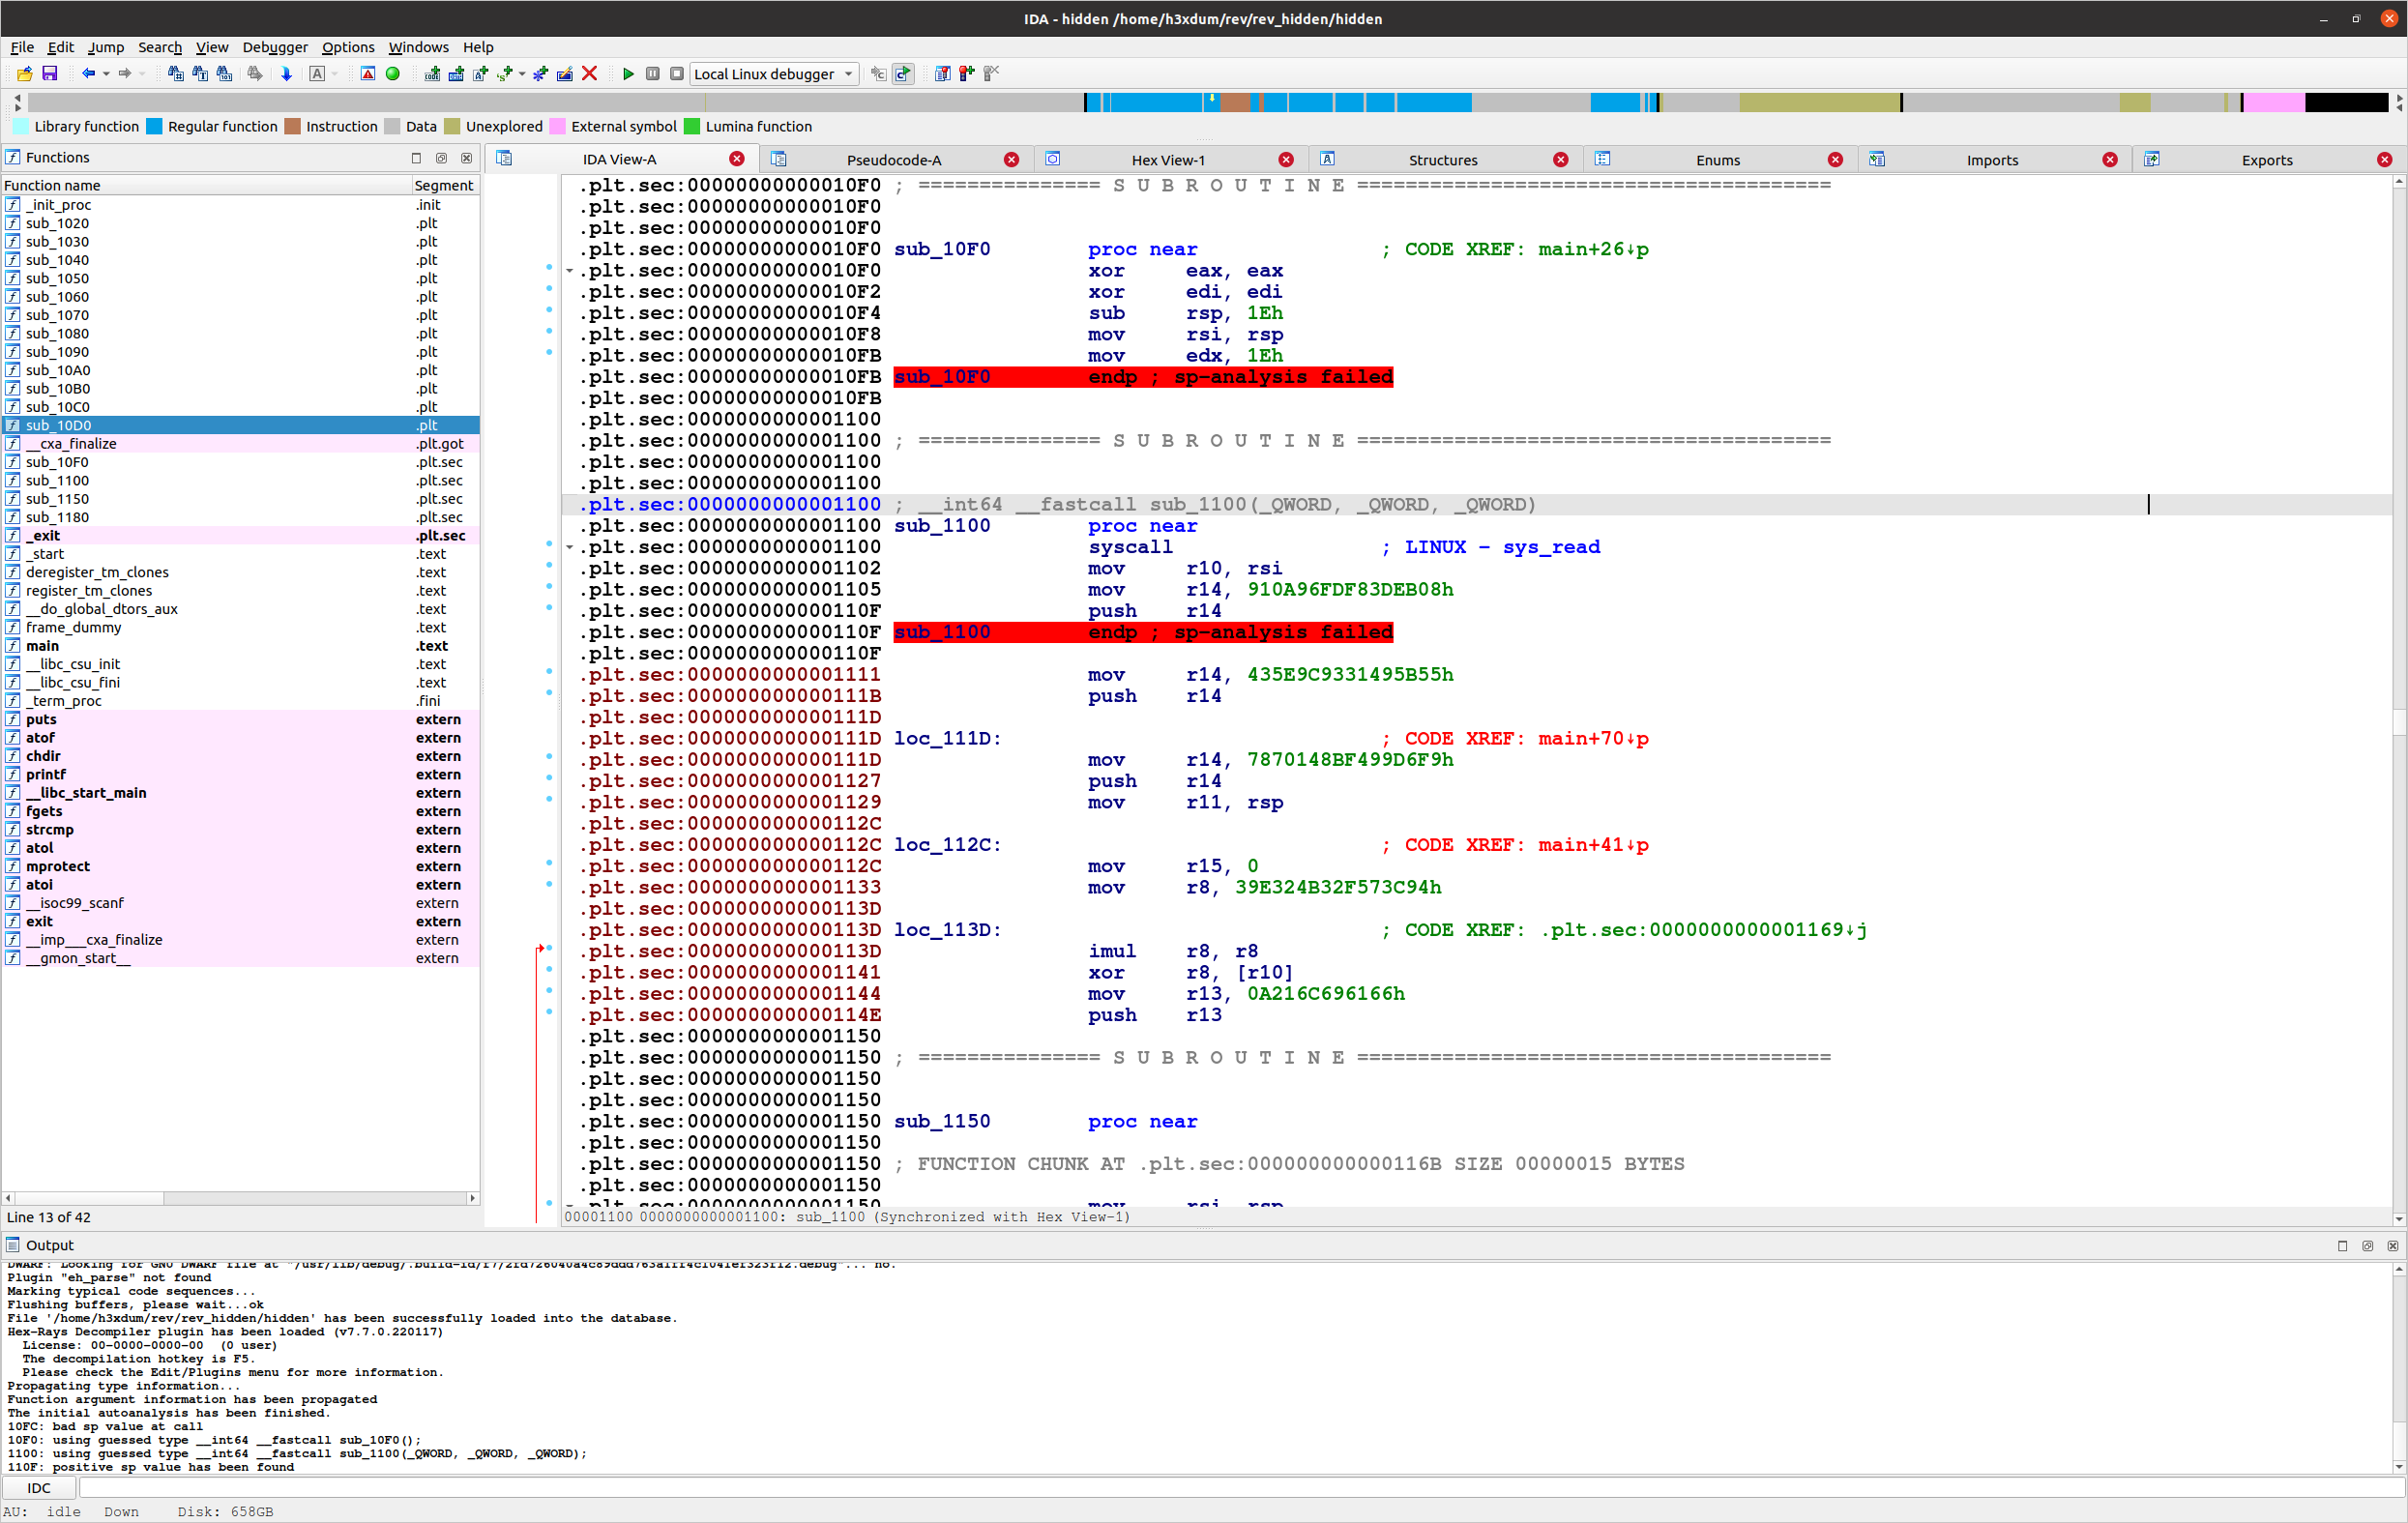 IDA - hidden /home/h3xdum/rev/rev_hidden/hidden
File Edit Jump Search View Debugger Options Windows Help
Local Linux debugger
Library function Regular function Instruction Data Unexplored External symbol Lumina function
Functions
Function name Segment
_init_proc .init
sub_1020 .plt
sub_1030 .plt
sub_1040 .plt
sub_1050 .plt
sub_1060 .plt
sub_1070 .plt
sub_1080 .plt
sub_1090 .plt
sub_10A0 .plt
sub_10B0 .plt
sub_10C0 .plt
sub_10D0 .plt
__cxa_finalize .plt.got
sub_10F0 .plt.sec
sub_1100 .plt.sec
sub_1150 .plt.sec
sub_1180 .plt.sec
_exit .plt.sec
_start .text
deregister_tm_clones .text
register_tm_clones .text
__do_global_dtors_aux .text
frame_dummy .text
main .text
__libc_csu_init .text
__libc_csu_fini .text
_term_proc .fini
puts extern
atof extern
chdir extern
printf extern
__libc_start_main extern
fgets extern
strcmp extern
atol extern
mprotect extern
atoi extern
__isoc99_scanf extern
exit extern
__imp___cxa_finalize extern
__gmon_start__ extern
Line 13 of 42
IDA View-A Pseudocode-A Hex View-1 Structures Enums Imports Exports
.plt.sec:00000000000010F0 ; =============== S U B R O U T I N E =======================================
.plt.sec:00000000000010F0
.plt.sec:00000000000010F0
.plt.sec:00000000000010F0 sub_10F0 proc near ; CODE XREF: main+26↓p
.plt.sec:00000000000010F0 xor eax, eax
.plt.sec:00000000000010F2 xor edi, edi
.plt.sec:00000000000010F4 sub rsp, 1Eh
.plt.sec:00000000000010F8 mov rsi, rsp
.plt.sec:00000000000010FB mov edx, 1Eh
.plt.sec:00000000000010FB sub_10F0 endp ; sp-analysis failed
.plt.sec:00000000000010FB
.plt.sec:0000000000001100
.plt.sec:0000000000001100 ; =============== S U B R O U T I N E =======================================
.plt.sec:0000000000001100
.plt.sec:0000000000001100
.plt.sec:0000000000001100 ; __int64 __fastcall sub_1100(_QWORD, _QWORD, _QWORD)
.plt.sec:0000000000001100 sub_1100 proc near
.plt.sec:0000000000001100 syscall ; LINUX - sys_read
.plt.sec:0000000000001102 mov r10, rsi
.plt.sec:0000000000001105 mov r14, 910A96FDF83DEB08h
.plt.sec:000000000000110F push r14
.plt.sec:000000000000110F sub_1100 endp ; sp-analysis failed
.plt.sec:000000000000110F
.plt.sec:0000000000001111 mov r14, 435E9C9331495B55h
.plt.sec:000000000000111B push r14
.plt.sec:000000000000111D
.plt.sec:000000000000111D loc_111D: ; CODE XREF: main+70↓p
.plt.sec:000000000000111D mov r14, 7870148BF499D6F9h
.plt.sec:0000000000001127 push r14
.plt.sec:0000000000001129 mov r11, rsp
.plt.sec:000000000000112C
.plt.sec:000000000000112C loc_112C: ; CODE XREF: main+41↓p
.plt.sec:000000000000112C mov r15, 0
.plt.sec:0000000000001133 mov r8, 39E324B32F573C94h
.plt.sec:000000000000113D
.plt.sec:000000000000113D loc_113D: ; CODE XREF: .plt.sec:0000000000001169↓j
.plt.sec:000000000000113D imul r8, r8
.plt.sec:0000000000001141 xor r8, [r10]
.plt.sec:0000000000001144 mov r13, 0A216C696166h
.plt.sec:000000000000114E push r13
.plt.sec:0000000000001150
.plt.sec:0000000000001150 ; =============== S U B R O U T I N E =======================================
.plt.sec:0000000000001150
.plt.sec:0000000000001150
.plt.sec:0000000000001150 sub_1150 proc near
.plt.sec:0000000000001150
.plt.sec:0000000000001150 ; FUNCTION CHUNK AT .plt.sec:000000000000116B SIZE 00000015 BYTES
.plt.sec:0000000000001150
.plt.sec:0000000000001150 mov rsi, rsp
00001100 0000000000001100: sub_1100 (Synchronized with Hex View-1)
Output
DWARF: Looking for GNU DWARF file at
Plugin "eh_parse" not found
Marking typical code sequences...
Flushing buffers, please wait...ok
File '/home/h3xdum/rev/rev_hidden/hidden' has been successfully loaded into the database.
Hex-Rays Decompiler plugin has been loaded (v7.7.0.220117)
License: 00-0000-0000-00 (0 user)
The decompilation hotkey is F5.
Please check the Edit/Plugins menu for more information.
Propagating type information...
Function argument information has been propagated
The initial autoanalysis has been finished.
10FC: bad sp value at call
10F0: using guessed type __int64 __fastcall sub_10F0();
1100: using guessed type __int64 __fastcall sub_1100(_QWORD, _QWORD, _QWORD);
110F: positive sp value has been found
IDC
AU: idle Down Disk: 658GB